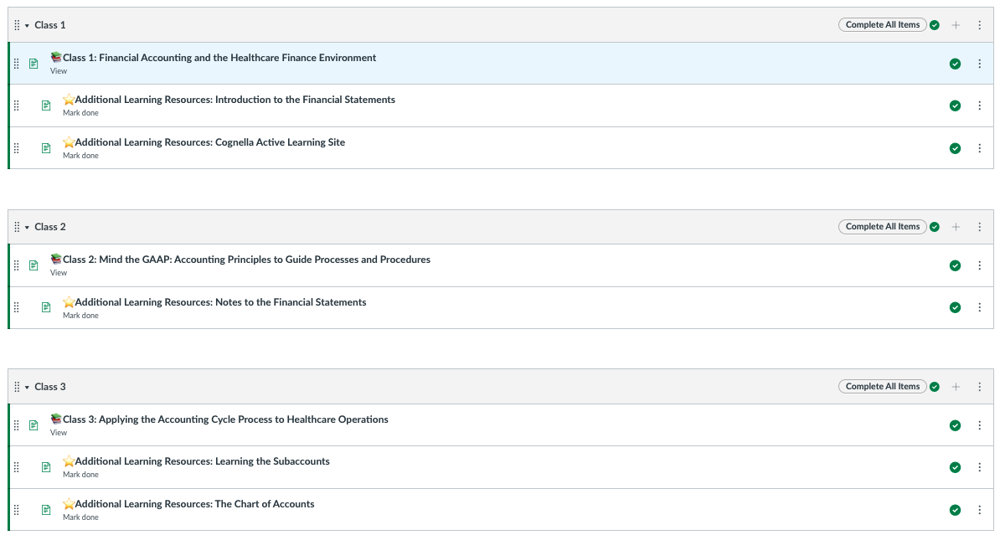 Class 1
Complete All Items
Class 1: Financial Accounting and the Healthcare Finance Environment
View
Additional Learning Resources: Introduction to the Financial Statements
Mark done
Additional Learning Resources: Cognella Active Learning Site
Mark done
Class 2
Complete All Items
Class 2: Mind the GAAP: Accounting Principles to Guide Processes and Procedures
View
Additional Learning Resources: Notes to the Financial Statements
Mark done
Class 3
Complete All Items
Class 3: Applying the Accounting Cycle Process to Healthcare Operations
View
Additional Learning Resources: Learning the Subaccounts
Mark done
Additional Learning Resources: The Chart of Accounts
Mark done